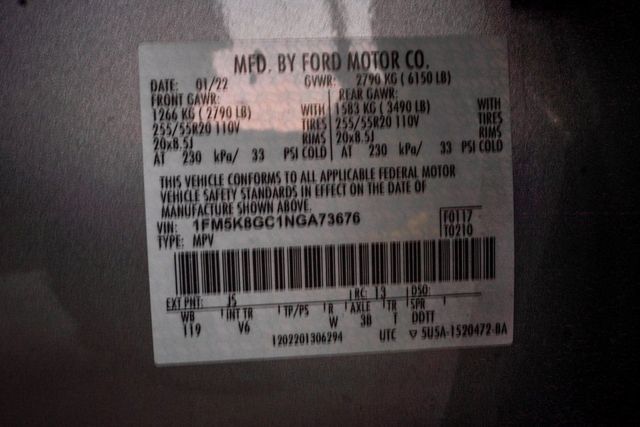 MFD. BY FORD MOTOR CO.
DATE: 01/22 GVWR: 2790 KG ( 6150 LB)
FRONT GAWR: REAR GAWR:
1266 KG ( 2790 LB) WITH 1583 KG ( 3490 LB) WITH
255/55R20 110V TIRES 255/55R20 110V TIRES
20x8.5J RIMS 20x8.5J RIMS
AT 230 kPa/ 33 PSI COLD AT 230 kPa/ 33 PSI COLD
THIS VEHICLE CONFORMS TO ALL APPLICABLE FEDERAL MOTOR
VEHICLE SAFETY STANDARDS IN EFFECT ON THE DATE OF
MANUFACTURE SHOWN ABOVE.
VIN: 1FM5K8GC1NGA73676 F0117
TYPE: MPV T0210
EXT PNT: JS RC: 13 DSO:
WB INT TR TP/PS R AXLE TR SPR
119 V6 W 3B T DDTT
1202201306294 UTC ▽ 5U5A-1520472-BA